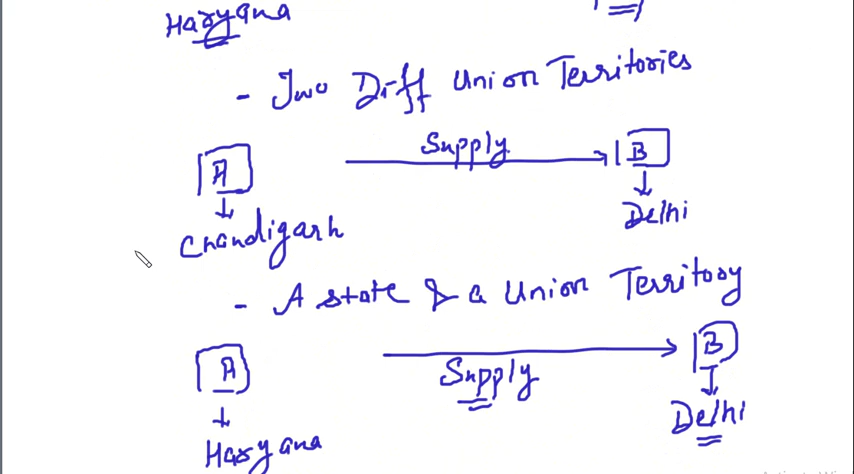 Haryana
- Two Diff Union Territories
A Supply B
Chandigarh Delhi
- A state & a Union Territory
A Supply B
Haryana Delhi